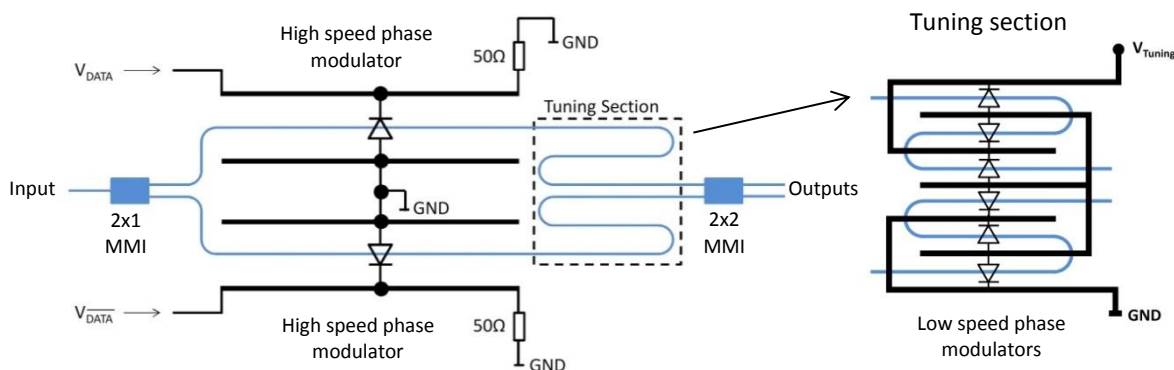 High speed phase
modulator
V_DATA
50Ω
GND
Tuning Section
Input
2x1
MMI
GND
2x2
MMI
Outputs
V_D̅A̅T̅A̅
High speed phase
modulator
50Ω
GND
Tuning section
V_Tuning
GND
Low speed phase
modulators